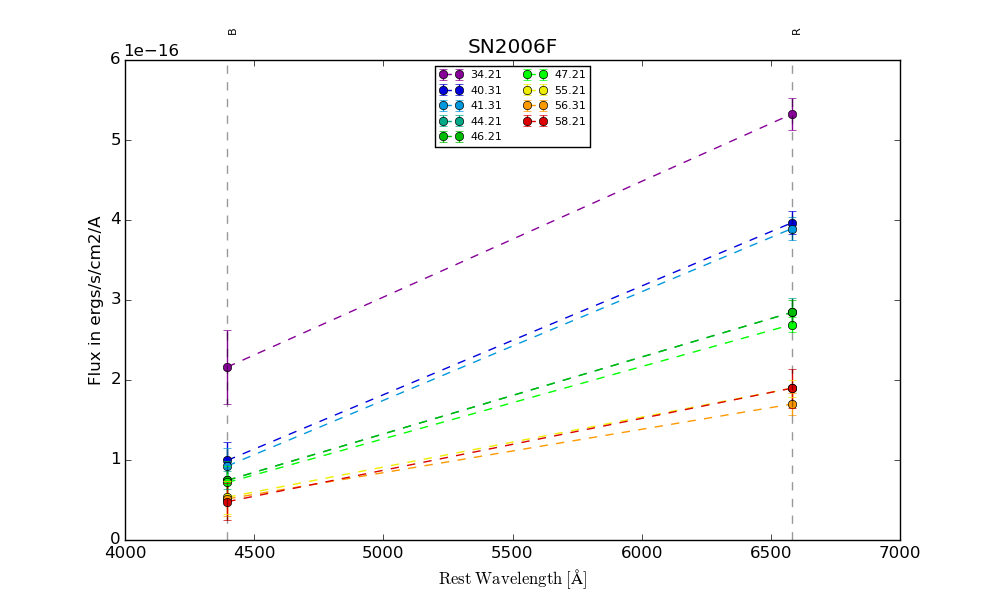 B R
SN2006F
1e−16
34.21 47.21
40.31 55.21
41.31 56.31
44.21 58.21
46.21
6
5
4
3
2
1
0
Flux in ergs/s/cm2/A
4000 4500 5000 5500 6000 6500 7000
Rest Wavelength [Å]